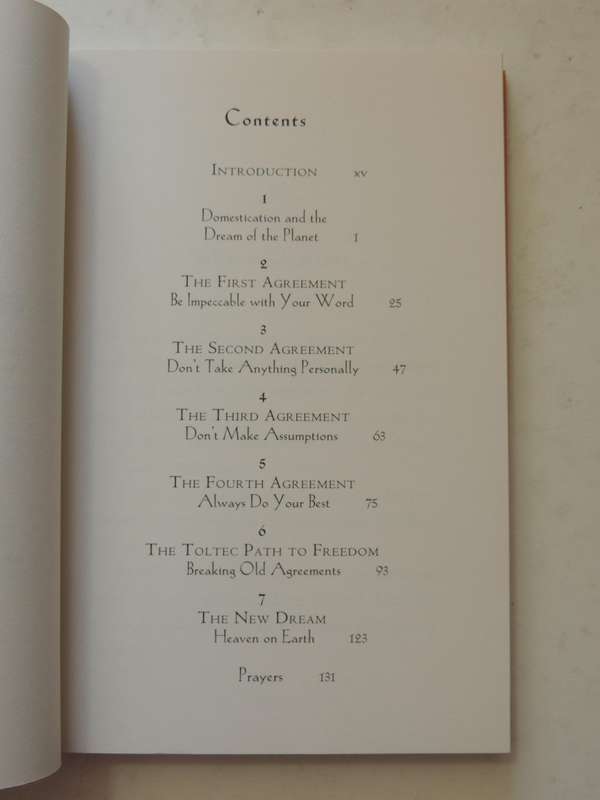 Contents
INTRODUCTION xv
1
Domestication and the
Dream of the Planet 1
2
THE FIRST AGREEMENT
Be Impeccable with Your Word 25
3
THE SECOND AGREEMENT
Don't Take Anything Personally 47
4
THE THIRD AGREEMENT
Don't Make Assumptions 63
5
THE FOURTH AGREEMENT
Always Do Your Best 75
6
THE TOLTEC PATH TO FREEDOM
Breaking Old Agreements 93
7
THE NEW DREAM
Heaven on Earth 123
Prayers 131